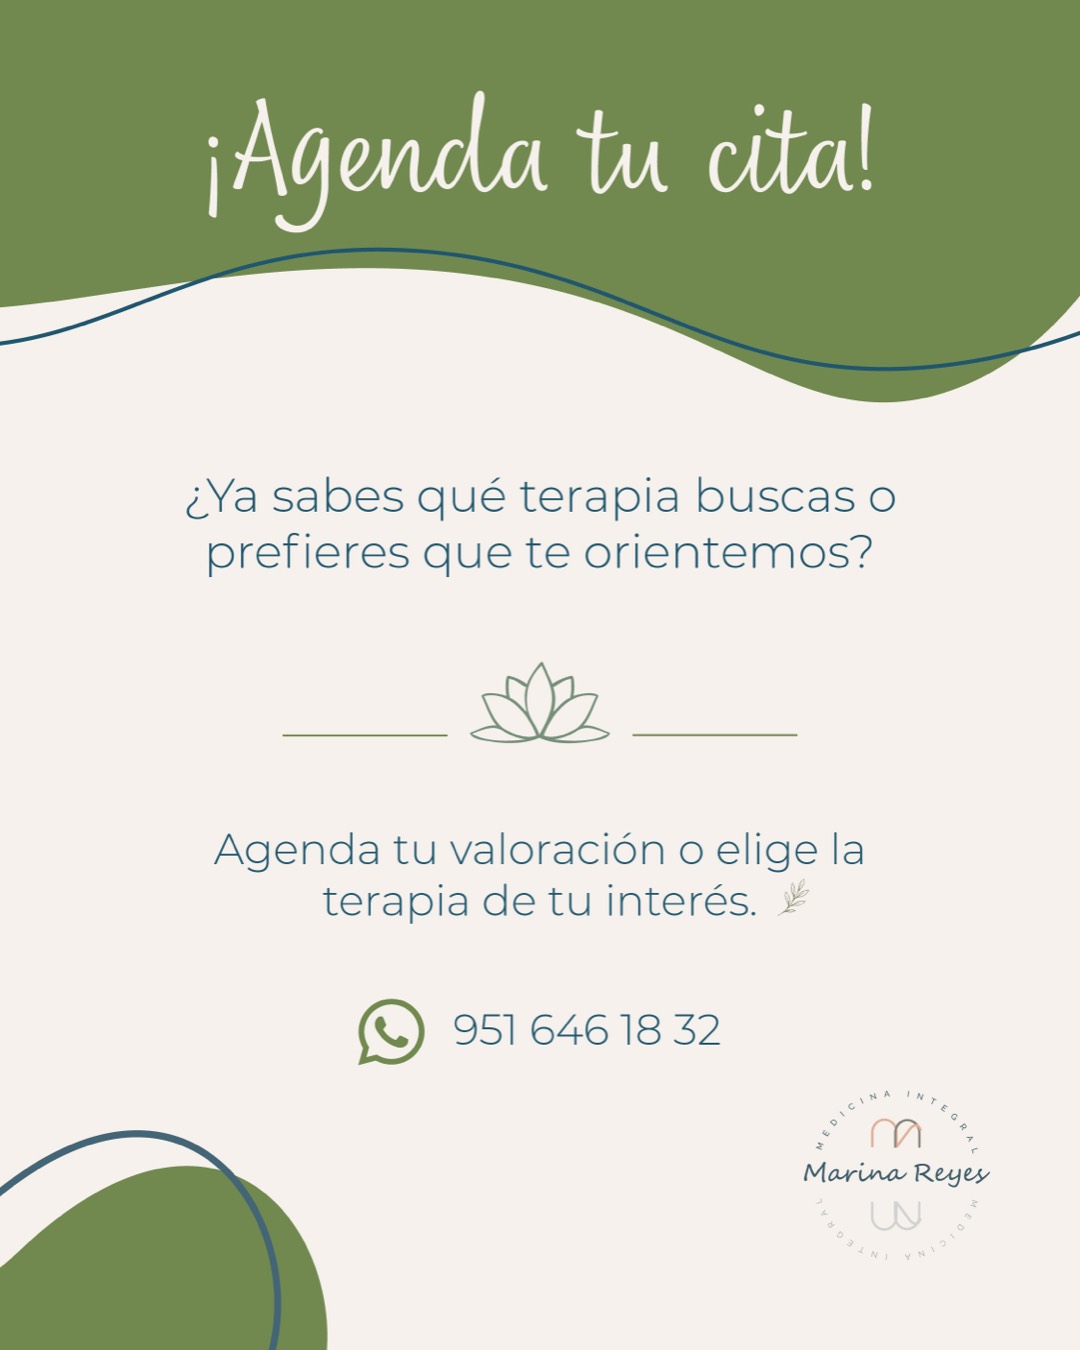 ¡Agenda tu cita!
¿Ya sabes qué terapia buscas o
prefieres que te orientemos?
Agenda tu valoración o elige la
terapia de tu interés.
951 646 18 32
MEDICINA INTEGRAL
Marina Reyes
MEDICINA INTEGRAL